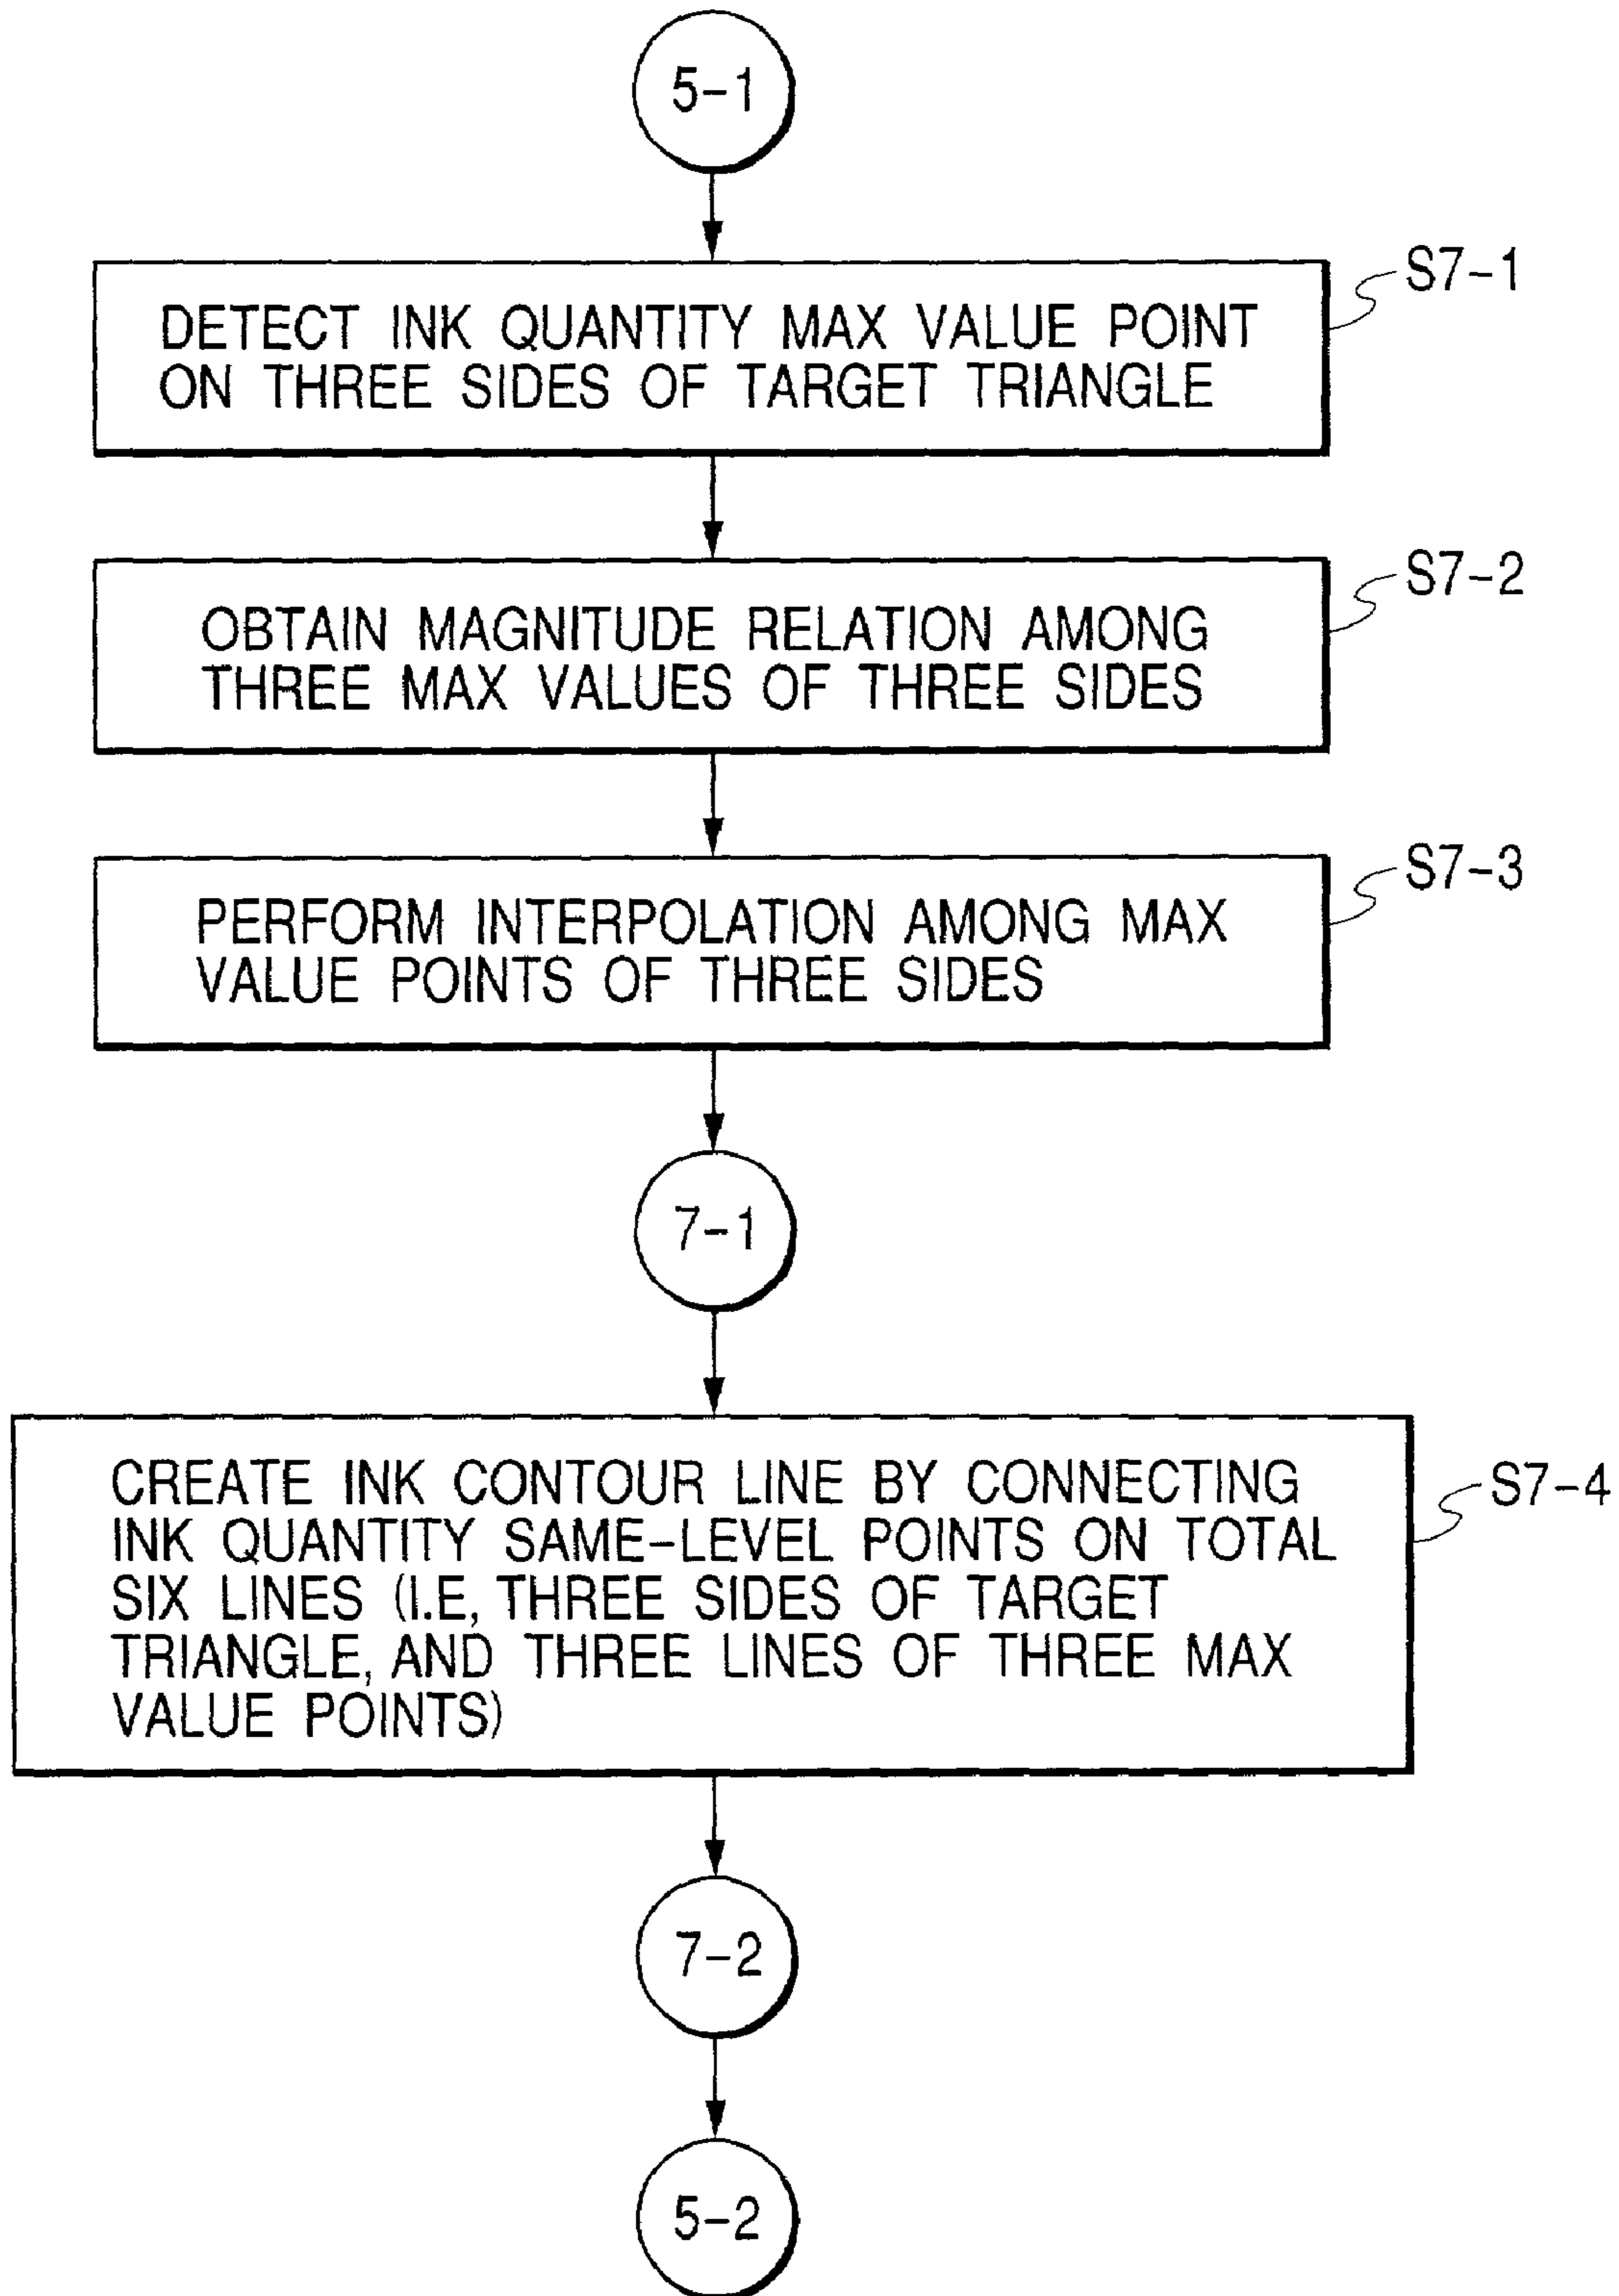 5-1
S7-1
DETECT INK QUANTITY MAX VALUE POINT
ON THREE SIDES OF TARGET TRIANGLE
S7-2
OBTAIN MAGNITUDE RELATION AMONG
THREE MAX VALUES OF THREE SIDES
S7-3
PERFORM INTERPOLATION AMONG MAX
VALUE POINTS OF THREE SIDES
7-1
CREATE INK CONTOUR LINE BY CONNECTING
S7-4
INK QUANTITY SAME-LEVEL POINTS ON TOTAL
SIX LINES (I.E, THREE SIDES OF TARGET
TRIANGLE, AND THREE LINES OF THREE MAX
VALUE POINTS)
7-2
5-2